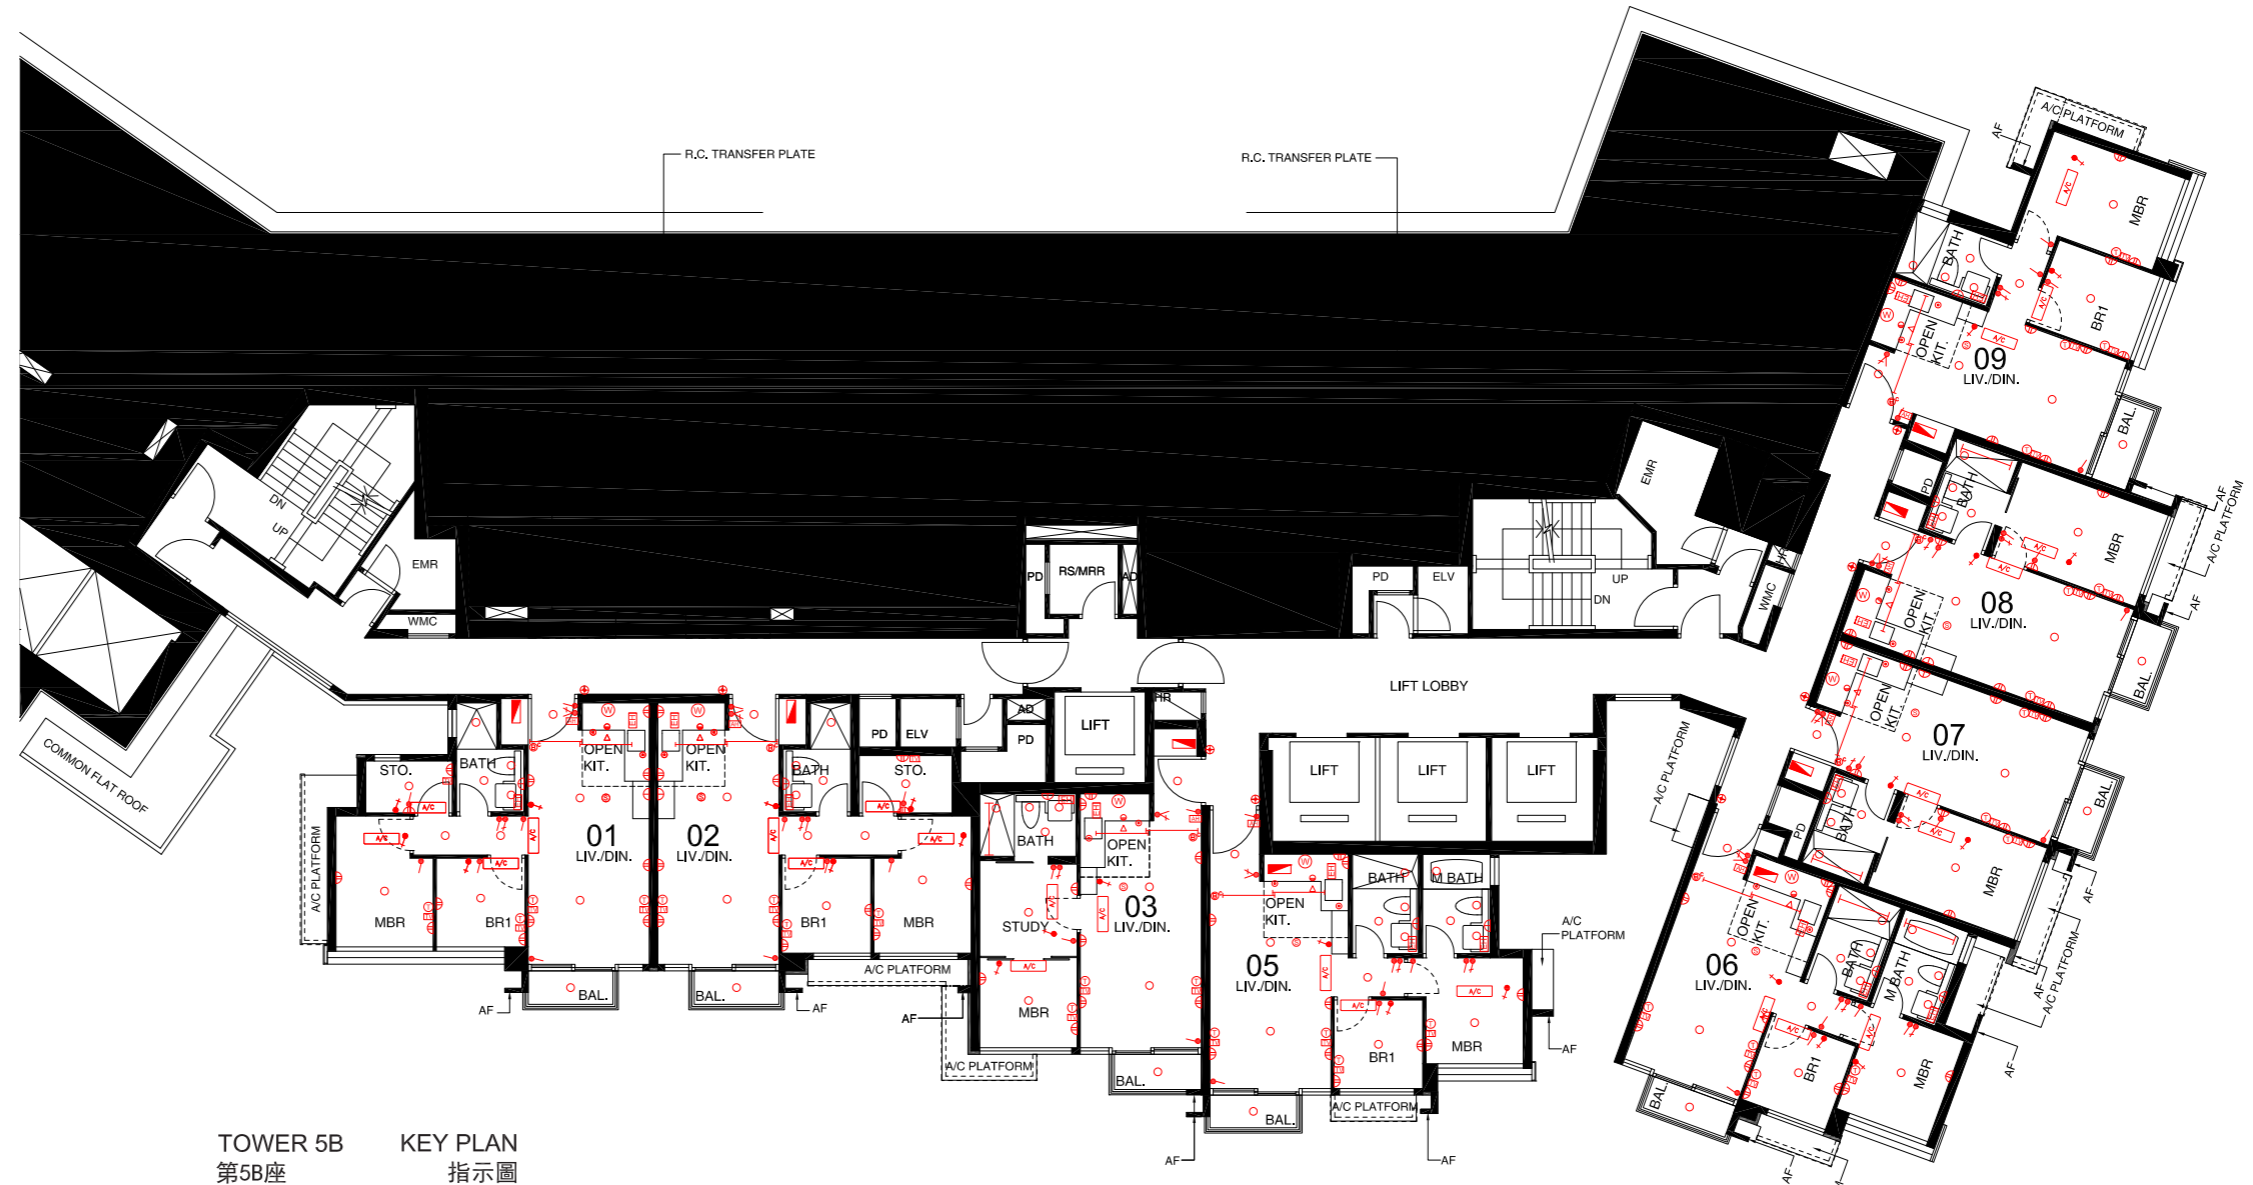 R.C. TRANSFER PLATE
R.C. TRANSFER PLATE
A/C PLATFORM
AF
MBR
BATH
BR1
OPEN
KIT.
09
LIV./DIN.
BAL.
EMR
PD
BATH
MBR
AF
A/C PLATFORM
AF
DN
UP
EMR
WMC
PD
RS/MRR
AD
PD
ELV
UP
DN
HR
WMC
OPEN
KIT.
08
LIV./DIN.
BAL.
LIFT LOBBY
HR
OPEN
KIT.
07
LIV./DIN.
BAL.
COMMON FLAT ROOF
STO.
BATH
OPEN
KIT.
OPEN
KIT.
BATH
PD
ELV
STO.
AD
PD
LIFT
LIFT
LIFT
LIFT
A/C PLATFORM
PD
BATH
MBR
AF
A/C PLATFORM
AF
A/C PLATFORM
01
LIV./DIN.
02
LIV./DIN.
BATH
OPEN
KIT.
A/C PLATFORM
MBR
BR1
BR1
MBR
STUDY
03
LIV./DIN.
BATH
M.BATH
OPEN
KIT.
A/C
PLATFORM
OPEN
KIT.
BATH
M.BATH
05
LIV./DIN.
06
LIV./DIN.
A/C PLATFORM
BAL.
BAL.
AF
AF
AF
MBR
A/C PLATFORM
BAL.
BR1
MBR
AF
BAL.
A/C PLATFORM
BAL.
BR1
MBR
AF
AF
AF
AF
TOWER 5B
第5B座
KEY PLAN
指示圖